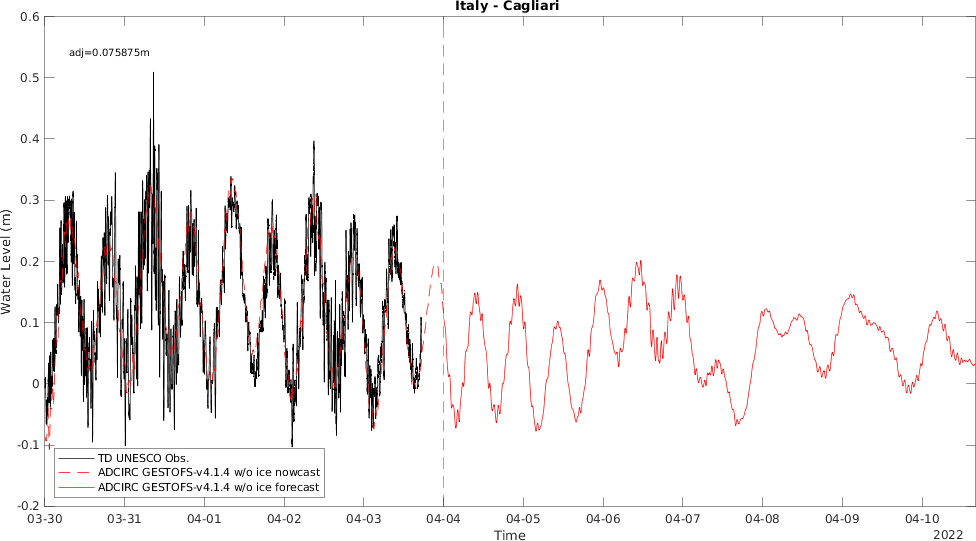 Italy - Cagliari
0.6
0.5
0.4
0.3
0.2
0.1
0
-0.1
-0.2
Water Level (m)
adj=0.075875m
TD UNESCO Obs.
ADCIRC GESTOFS-v4.1.4 w/o ice nowcast
ADCIRC GESTOFS-v4.1.4 w/o ice forecast
03-30 03-31 04-01 04-02 04-03 04-04 04-05 04-06 04-07 04-08 04-09 04-10
Time
2022